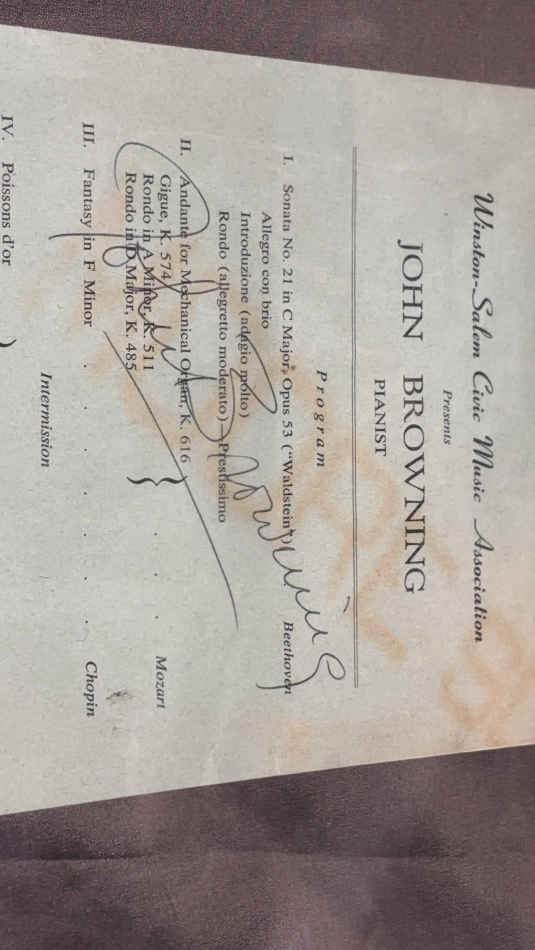 Winston-Salem Civic Music Association
Presents
JOHN BROWNING
PIANIST
Program
I. Sonata No. 21 in C Major, Opus 53 ("Waldstein") Beethoven
Allegro con brio
Introduzione (adagio molto)
Rondo (allegretto moderato)—Prestissimo
II. Andante for Mechanical Organ, K. 616
Gigue, K. 574
Rondo in A Minor, K. 511
Rondo in D Major, K. 485 } . . . Mozart
III. Fantasy in F Minor . . . . . . . Chopin
Intermission
IV. Poissons d'or
John Browning